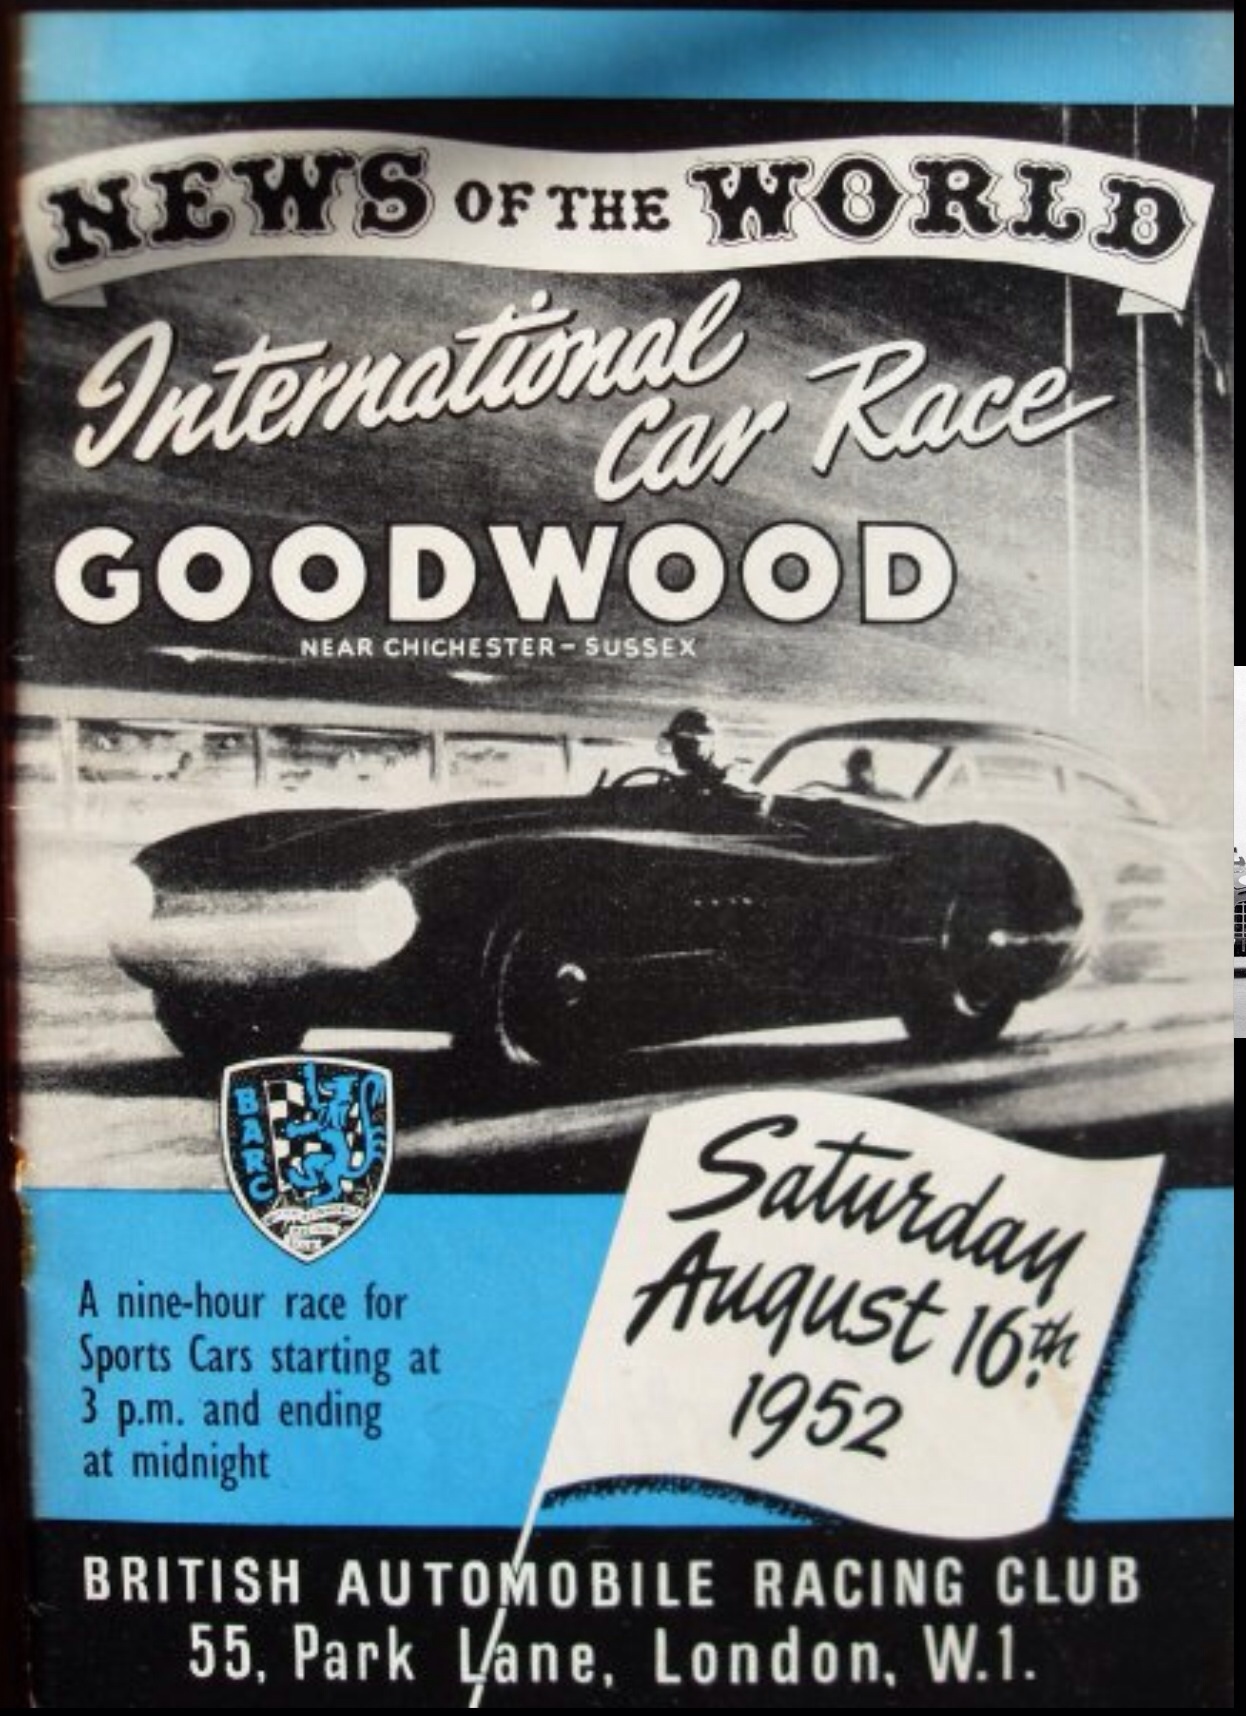 NEWS OF THE WORLD
International
Car Race
GOODWOOD
NEAR CHICHESTER – SUSSEX
BARC
Saturday
August 16th
1952
A nine-hour race for
Sports Cars starting at
3 p.m. and ending
at midnight
BRITISH AUTOMOBILE RACING CLUB
55, Park Lane, London, W.1.